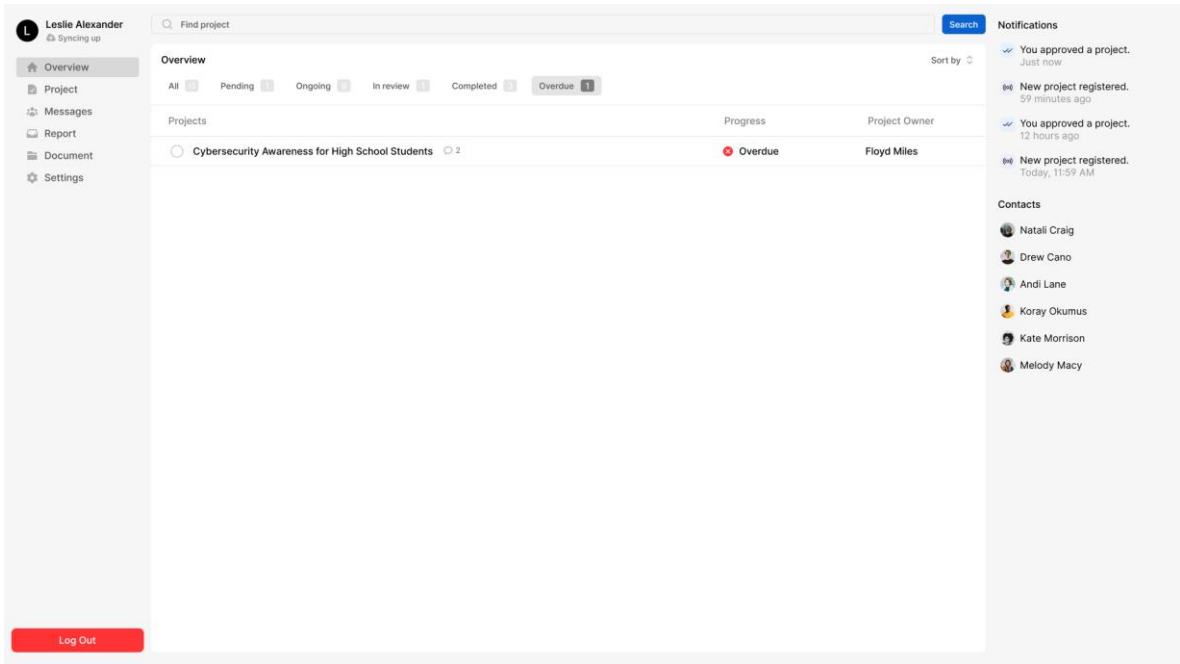 L
Leslie Alexander
Syncing up
Overview
Project
Messages
Report
Document
Settings
Log Out
Find project
Search
Overview
Sort by
All Pending Ongoing In review Completed Overdue 1
Projects Progress Project Owner
Cybersecurity Awareness for High School Students 2 Overdue Floyd Miles
Notifications
You approved a project.
Just now
New project registered.
59 minutes ago
You approved a project.
12 hours ago
New project registered.
Today, 11:59 AM
Contacts
Natali Craig
Drew Cano
Andi Lane
Koray Okumus
Kate Morrison
Melody Macy